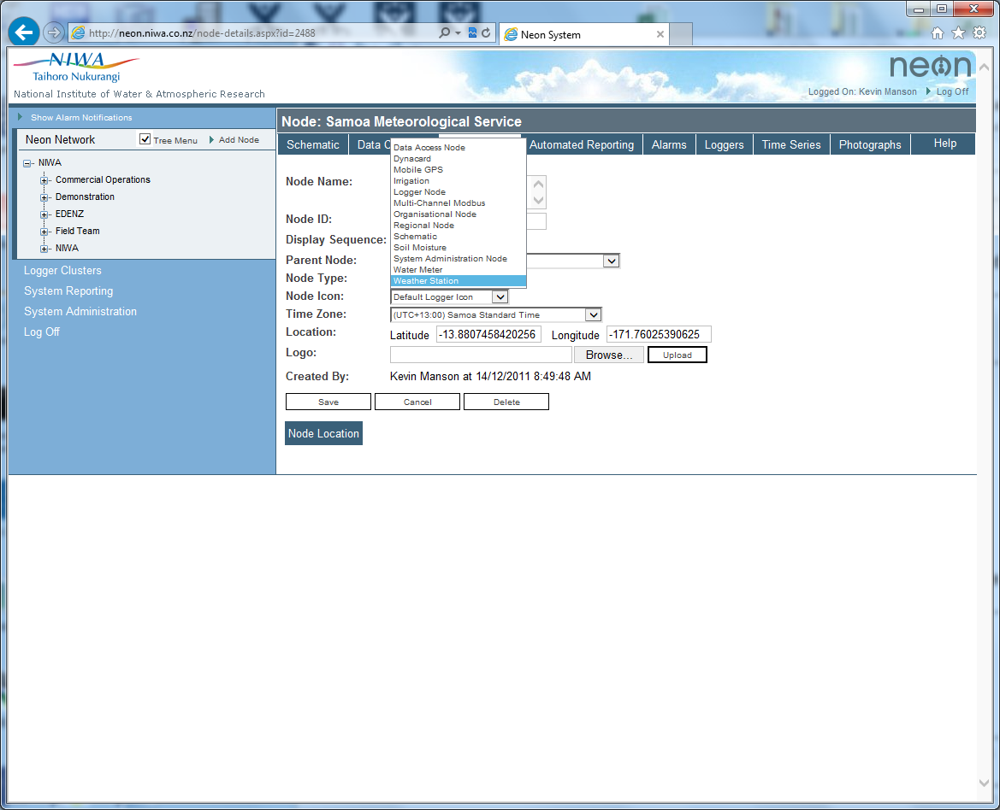 http://neon.niwa.co.nz/node-details.aspx?id=2488
Neon System
NIWA
Taihoro Nukurangi
National Institute of Water & Atmospheric Research
neon
Logged On: Kevin Manson Log Off
Show Alarm Notifications
Neon Network Tree Menu Add Node
NIWA
Commercial Operations
Demonstration
EDENZ
Field Team
NIWA
Logger Clusters
System Reporting
System Administration
Log Off
Node: Samoa Meteorological Service
Schematic Data Automated Reporting Alarms Loggers Time Series Photographs Help
Data Access Node
Dynacard
Mobile GPS
Irrigation
Logger Node
Multi-Channel Modbus
Organisational Node
Regional Node
Schematic
Soil Moisture
System Administration Node
Water Meter
Weather Station
Node Name:
Node ID:
Display Sequence:
Parent Node:
Node Type:
Node Icon: Default Logger Icon
Time Zone: (UTC+13:00) Samoa Standard Time
Location: Latitude -13.8807458420256 Longitude -171.76025390625
Logo: Browse... Upload
Created By: Kevin Manson at 14/12/2011 8:49:48 AM
Save Cancel Delete
Node Location